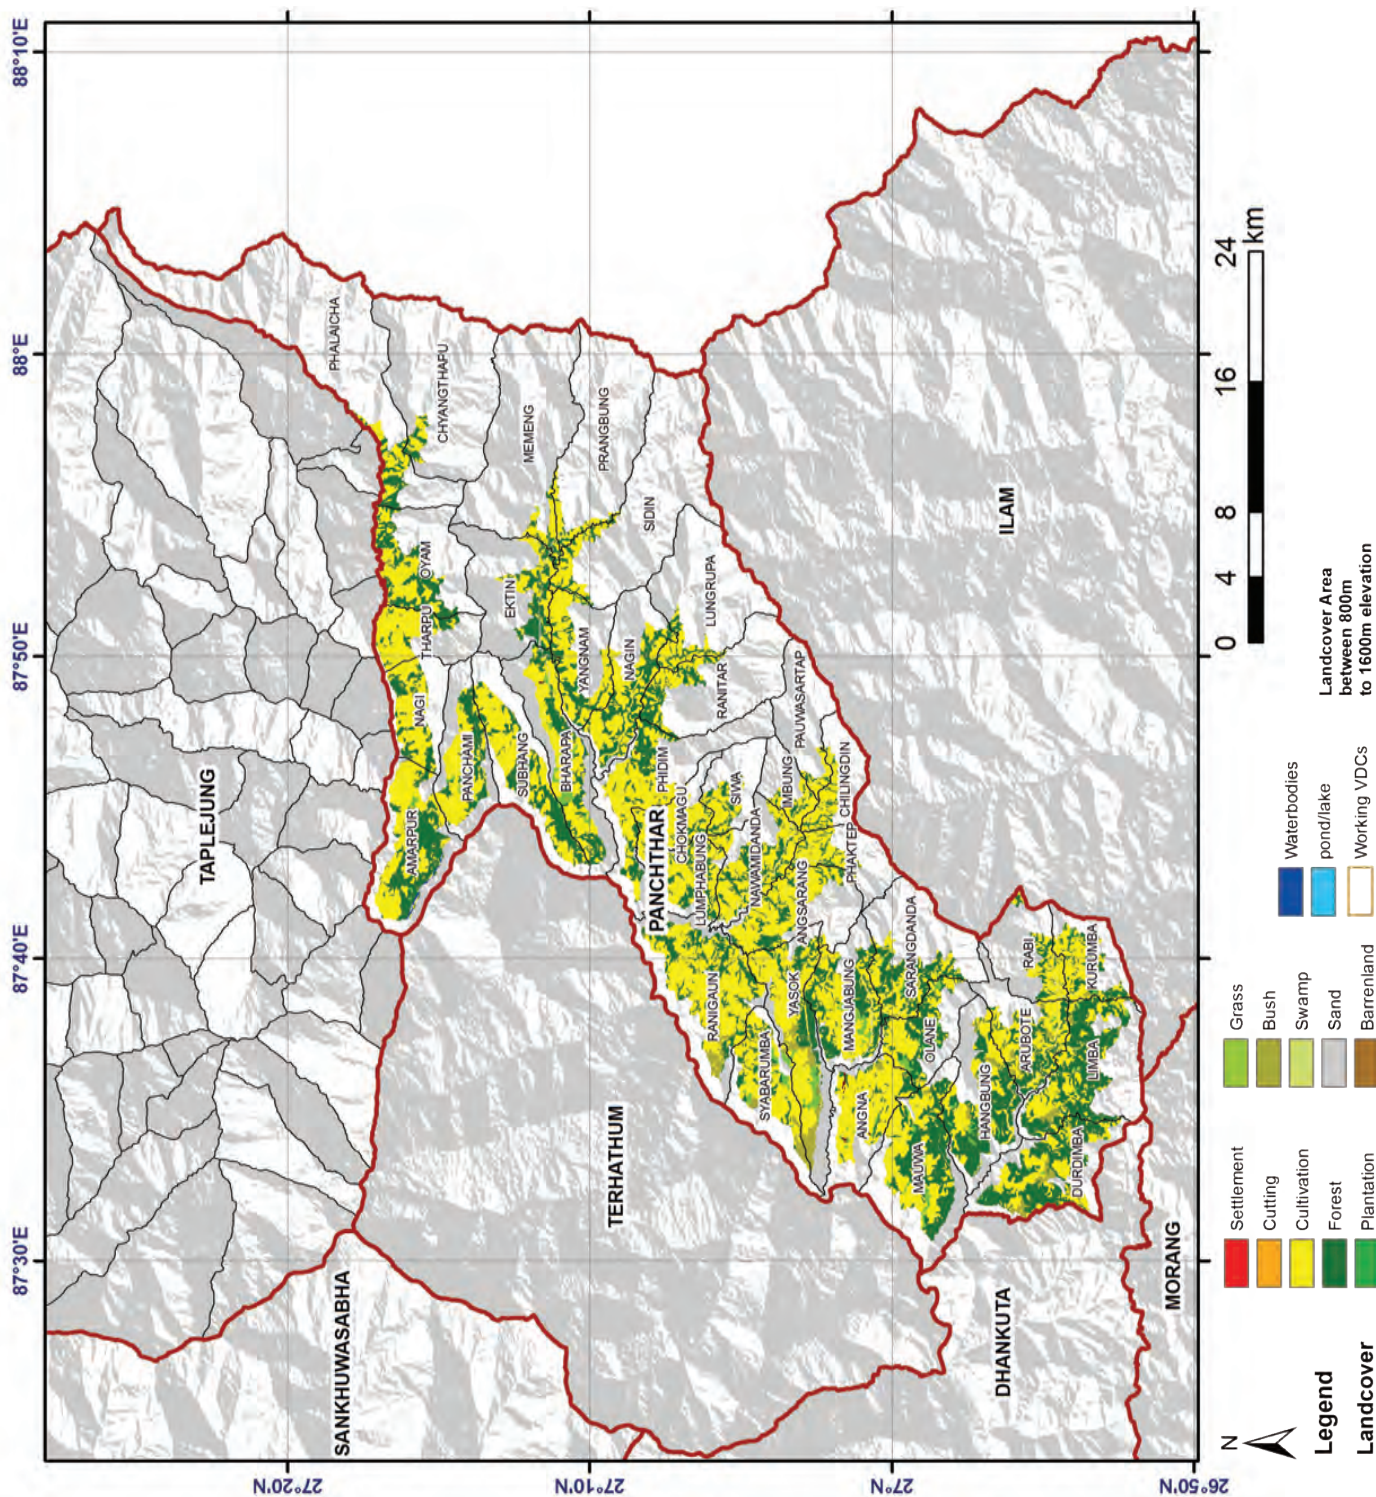 87°30'E
87°40'E
87°50'E
88°E
88°10'E
27°20'N
27°10'N
27°N
26°50'N
SANKHUWASABHA
TAPLEJUNG
TERHATHUM
PANCHTHAR
DHANKUTA
MORANG
ILAM
PHALAICHA
CHYANGTHAPU
MEMENG
PRANGBUNG
SIDIN
LUNGRUPA
OYAM
THARPU
EKTIN
YANGNAM
NAGIN
RANITAR
PAUWASARTAP
NAGI
PANCHAMI
SUBHANG
BHARAPA
PHIDIM
AMARPUR
CHOKMAGU
SIWA
LUMPHABUNG
NAWAMIDANDA
IMBUNG
CHILINGDIN
PHAKTEP
ANGSARANG
RANIGAUN
YASOK
MANGJABUNG
SARANGDANDA
SYABARUMBA
ANGNA
OLANE
RABI
KURUMBA
ARUBOTE
LIMBA
HANGBUNG
MAUWA
DURDIMBA
N
0 4 8 16 24
km
Legend
Landcover
Settlement
Cutting
Cultivation
Forest
Plantation
Grass
Bush
Swamp
Sand
Barrenland
Waterbodies
pond/lake
Working VDCs
Landcover Area
between 800m
to 1600m elevation